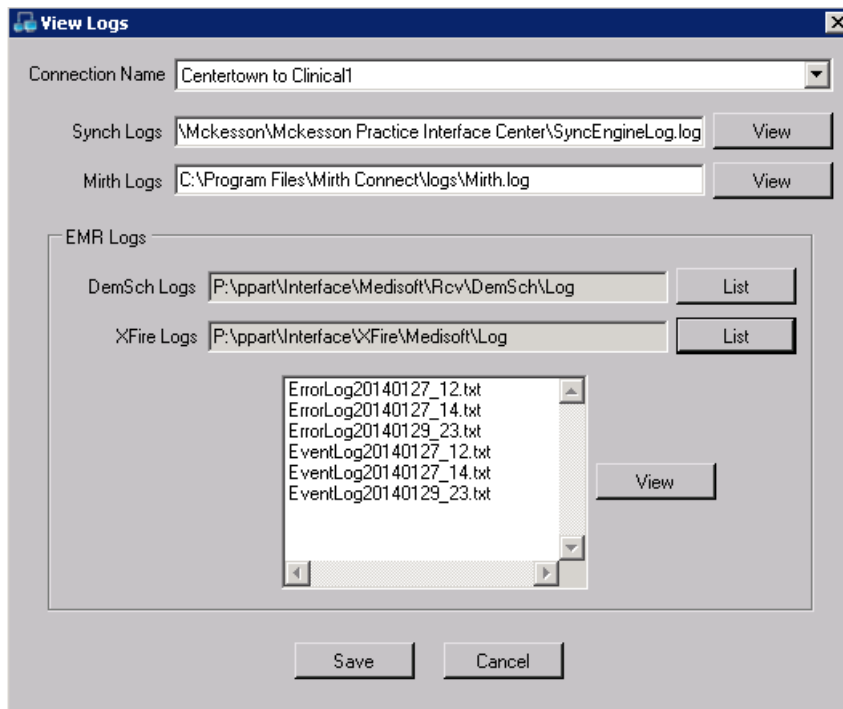 View Logs
Connection Name Centertown to Clinical1
Synch Logs \Mckesson\Mckesson Practice Interface Center\SyncEngineLog.log View
Mirth Logs C:\Program Files\Mirth Connect\logs\Mirth.log View
EMR Logs
DemSch Logs P:\ppart\Interface\Medisoft\Rcv\DemSch\Log List
XFire Logs P:\ppart\Interface\XFire\Medisoft\Log List
ErrorLog20140127_12.txt
ErrorLog20140127_14.txt
ErrorLog20140129_23.txt
EventLog20140127_12.txt
EventLog20140127_14.txt
EventLog20140129_23.txt
View
Save Cancel